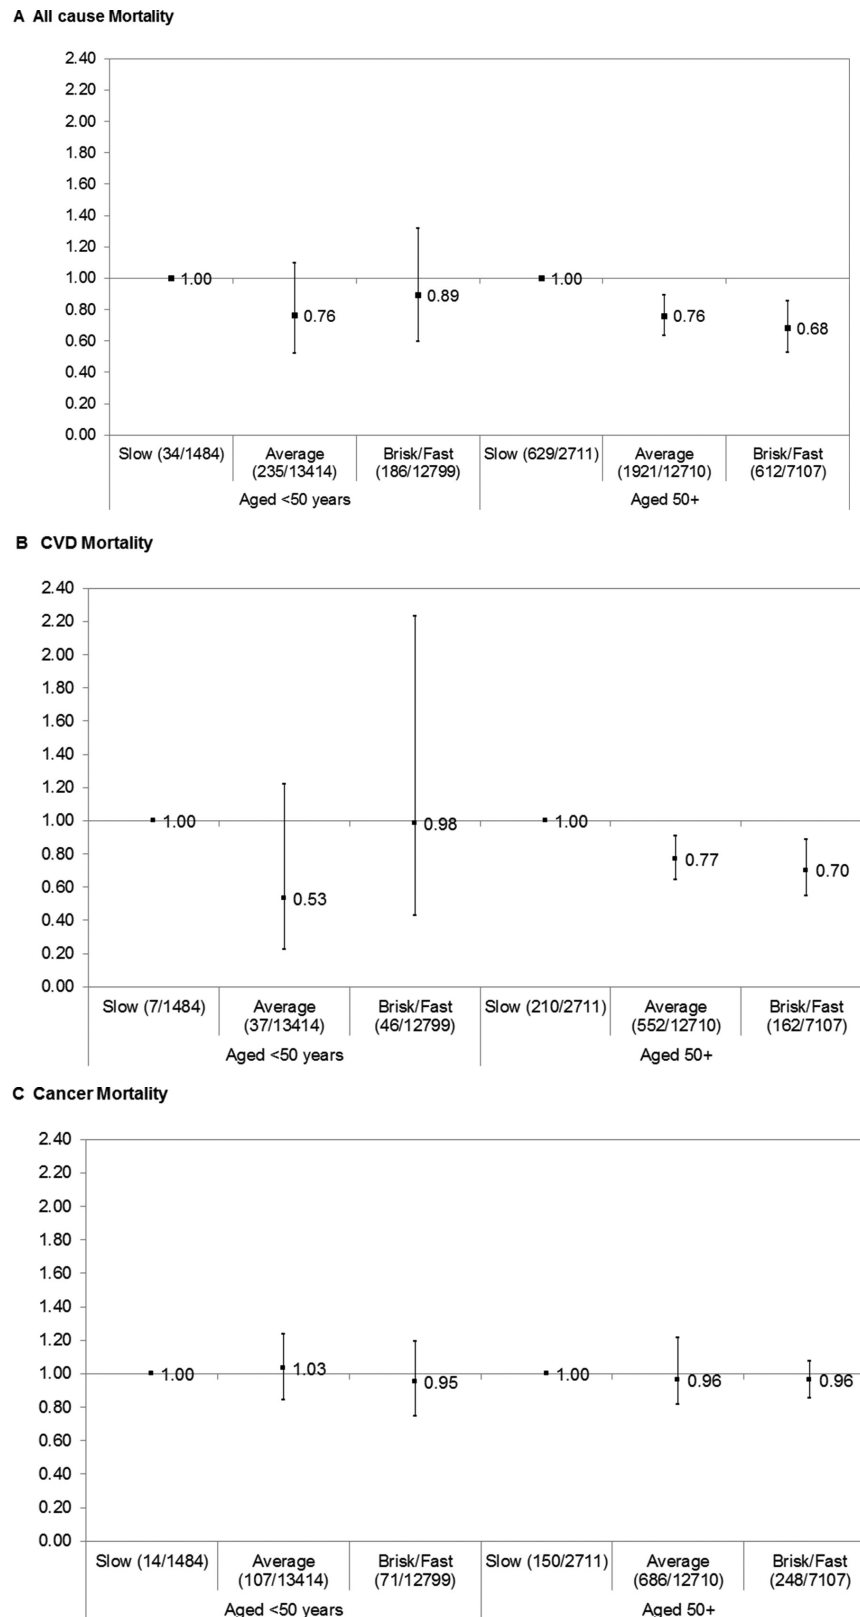 A All cause Mortality
2.40
2.20
2.00
1.80
1.60
1.40
1.20
1.00
0.80
0.60
0.40
0.20
0.00
1.00
0.76
0.89
1.00
0.76
0.68
Slow (34/1484)
Average
(235/13414)
Brisk/Fast
(186/12799)
Slow (629/2711)
Average
(1921/12710)
Brisk/Fast
(612/7107)
Aged <50 years
Aged 50+
B CVD Mortality
2.40
2.20
2.00
1.80
1.60
1.40
1.20
1.00
0.80
0.60
0.40
0.20
0.00
1.00
0.53
0.98
1.00
0.77
0.70
Slow (7/1484)
Average
(37/13414)
Brisk/Fast
(46/12799)
Slow (210/2711)
Average
(552/12710)
Brisk/Fast
(162/7107)
Aged <50 years
Aged 50+
C Cancer Mortality
2.40
2.20
2.00
1.80
1.60
1.40
1.20
1.00
0.80
0.60
0.40
0.20
0.00
1.00
1.03
0.95
1.00
0.96
0.96
Slow (14/1484)
Average
(107/13414)
Brisk/Fast
(71/12799)
Slow (150/2711)
Average
(686/12710)
Brisk/Fast
(248/7107)
Aged <50 years
Aged 50+